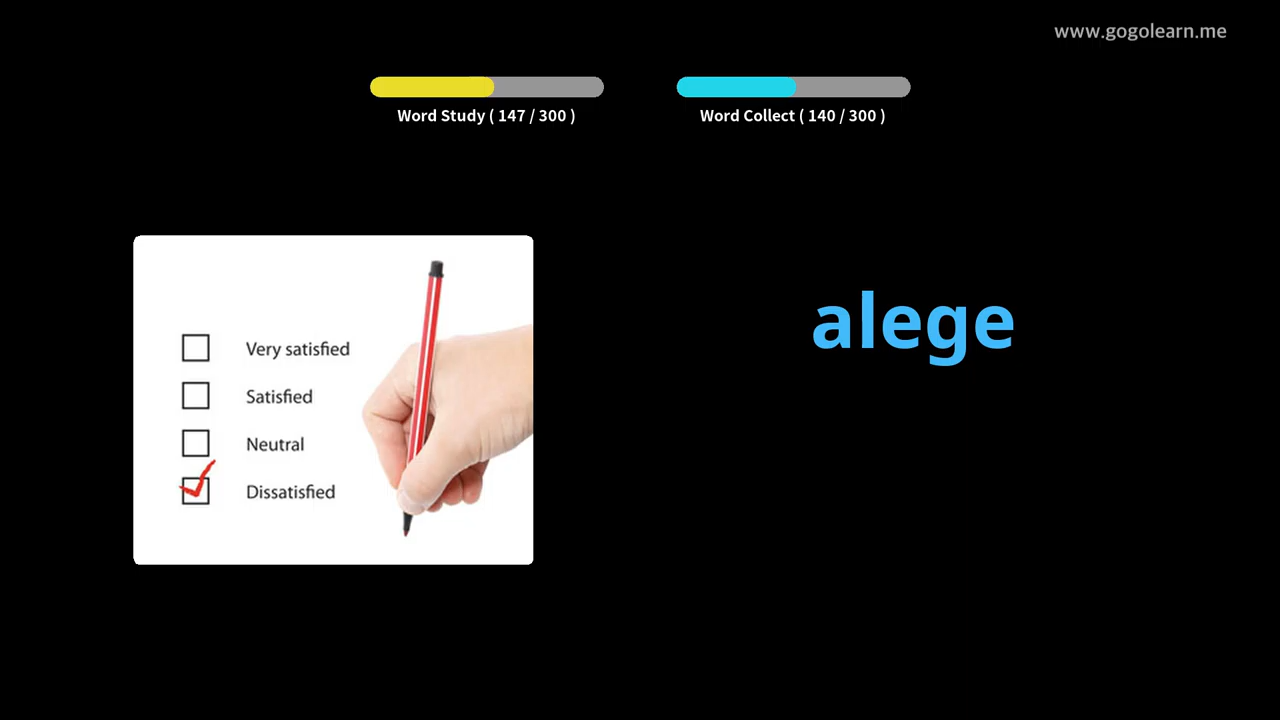 www.gogolearn.me
Word Study ( 147 / 300 )
Word Collect ( 140 / 300 )
alege
Very satisfied
Satisfied
Neutral
Dissatisfied